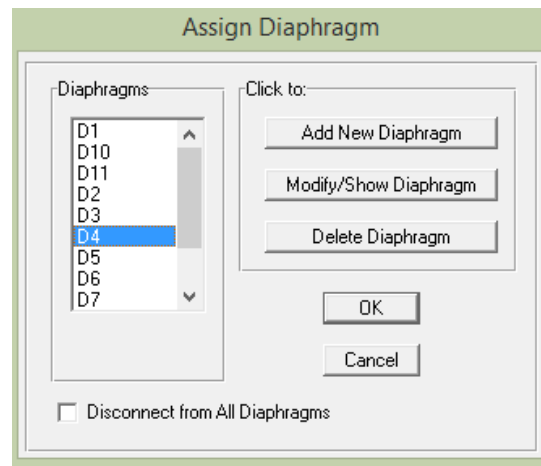 Assign Diaphragm
Diaphragms
D1
D10
D11
D2
D3
D4
D5
D6
D7
Click to:
Add New Diaphragm
Modify/Show Diaphragm
Delete Diaphragm
OK
Cancel
Disconnect from All Diaphragms